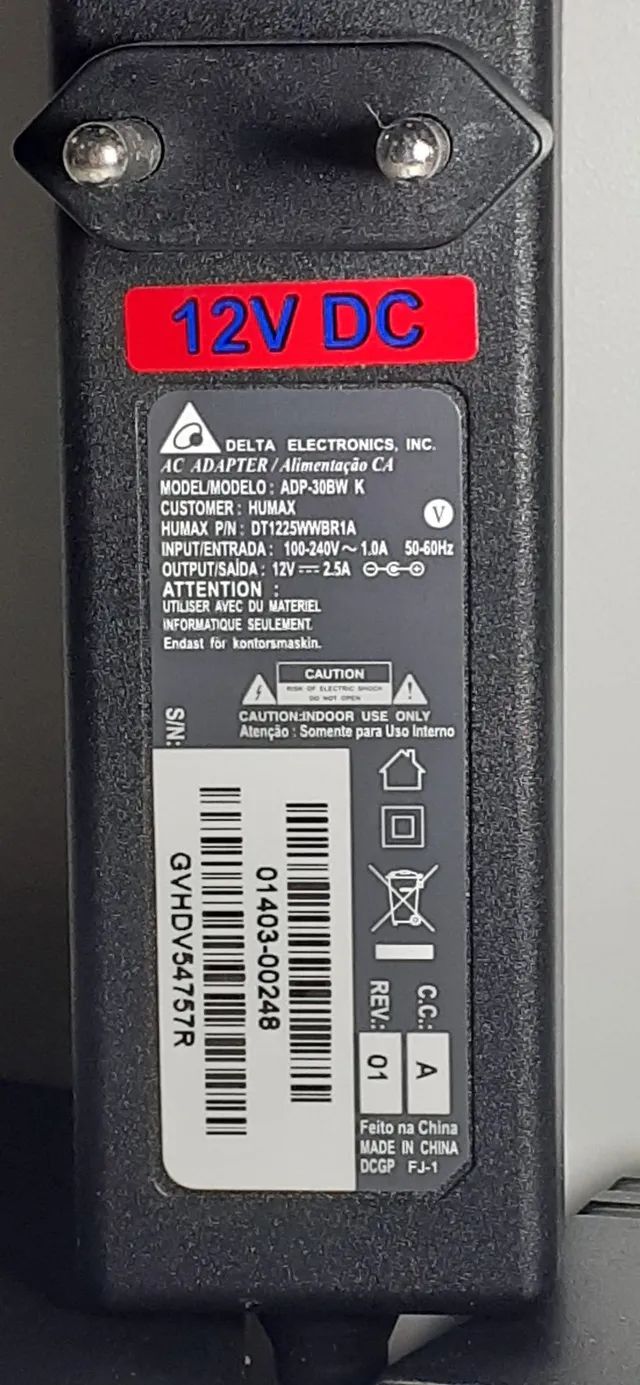 12V DC
DELTA ELECTRONICS, INC.
AC ADAPTER / Alimentação CA
MODEL/MODELO : ADP-30BW K
CUSTOMER : HUMAX
HUMAX P/N : DT1225WWBR1A
V
INPUT/ENTRADA : 100-240V~ 1.0A 50-60Hz
OUTPUT/SAÍDA : 12V 2.5A
ATTENTION :
UTILISER AVEC DU MATERIEL
INFORMATIQUE SEULEMENT.
Endast för kontorsmaskin.
CAUTION
RISK OF ELECTRIC SHOCK
DO NOT OPEN
CAUTION:INDOOR USE ONLY
Atenção : Somente para Uso Interno
S/N:
01403-00248
GVHDV54757R
C.C.: A
REV.: 01
Feito na China
MADE IN CHINA
DCGP FJ-1